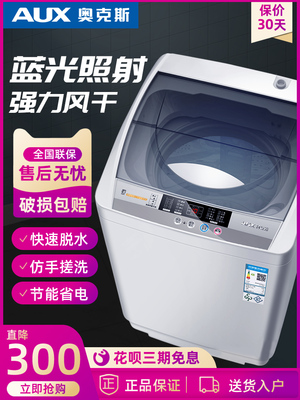 AUX 奥克斯
保价
30天
蓝光照射
强力风干
全国联保
售后无忧
破损包赔
快速脱水
仿手搓洗
节能省电
直降
300
立即抢购
花呗三期免息
正品保证
送货入户